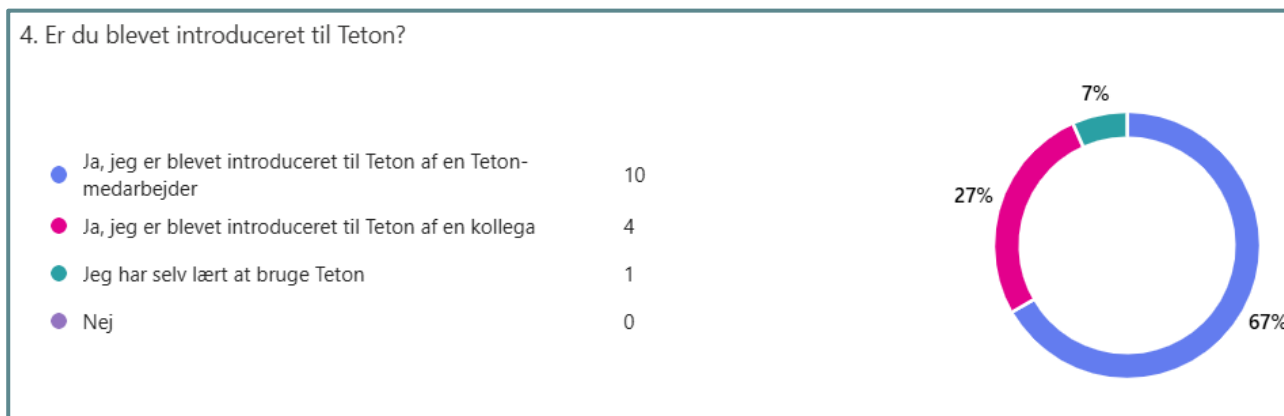 4. Er du blevet introduceret til Teton?
7%
Ja, jeg er blevet introduceret til Teton af en Teton-
medarbejder
10
27%
Ja, jeg er blevet introduceret til Teton af en kollega
4
Jeg har selv lært at bruge Teton
1
Nej
0
67%